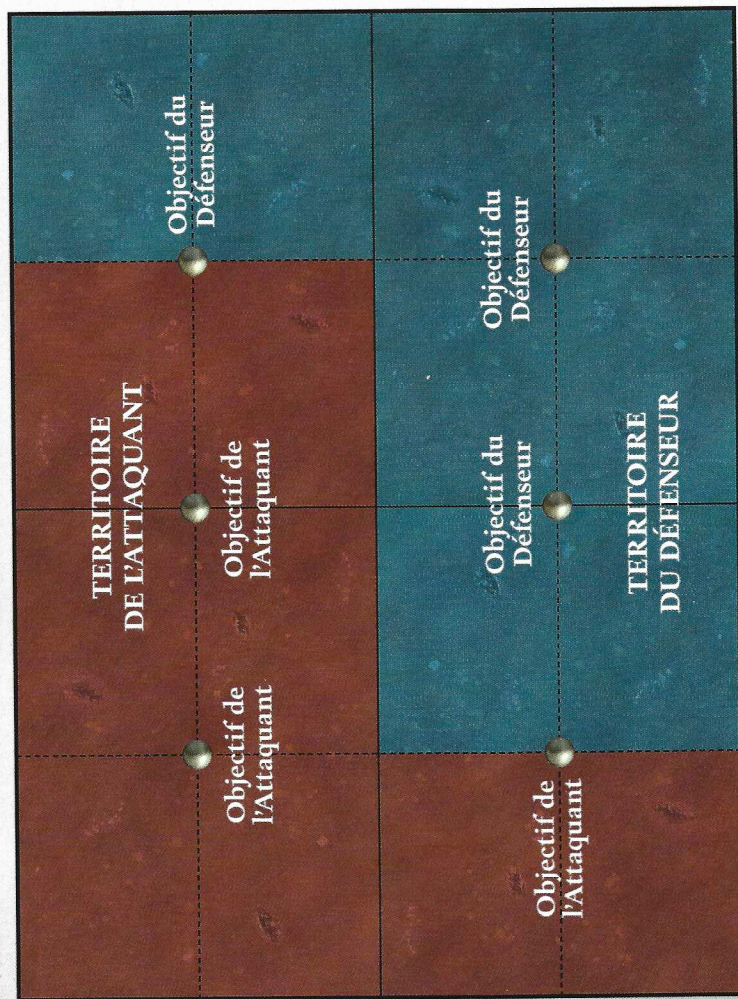 TERRITOIRE
DE L'ATTAQUANT
Objectif du
Défenseur
Objectif de
l'Attaquant
Objectif de
l'Attaquant
Objectif du
Défenseur
Objectif du
Défenseur
Objectif de
l'Attaquant
TERRITOIRE
DU DÉFENSEUR